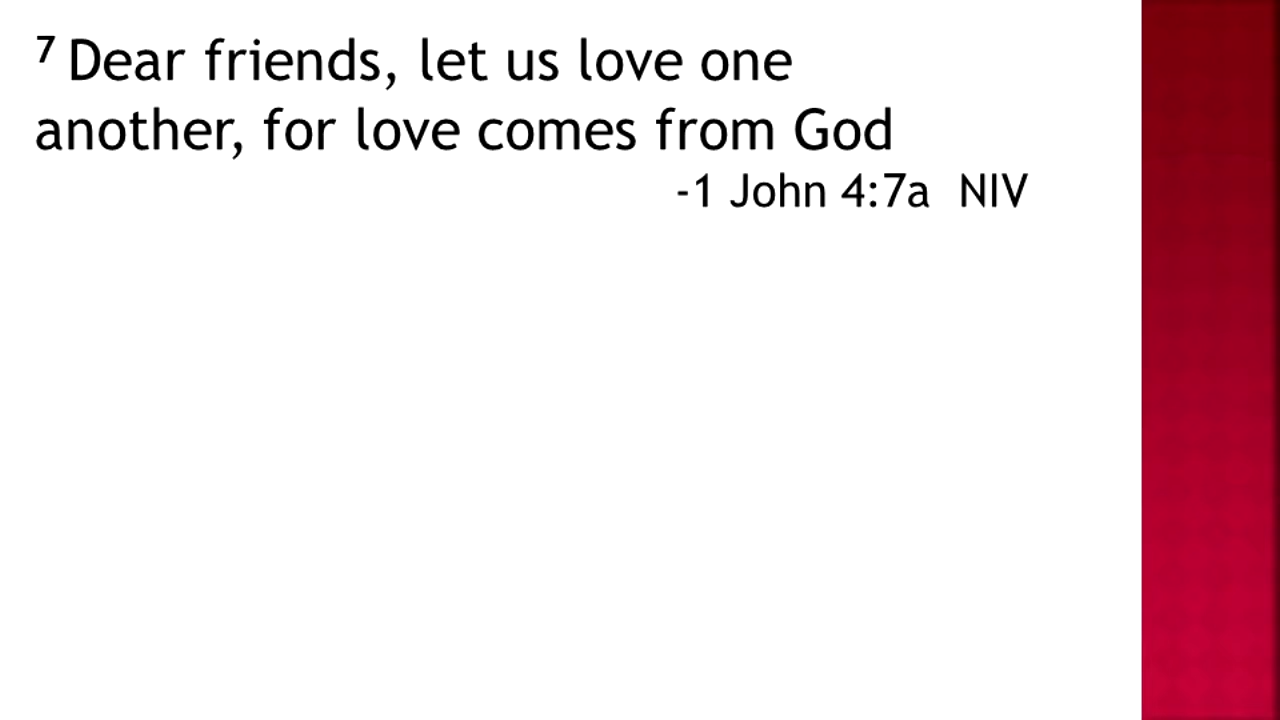 ⁷ Dear friends, let us love one
another, for love comes from God
-1 John 4:7a  NIV